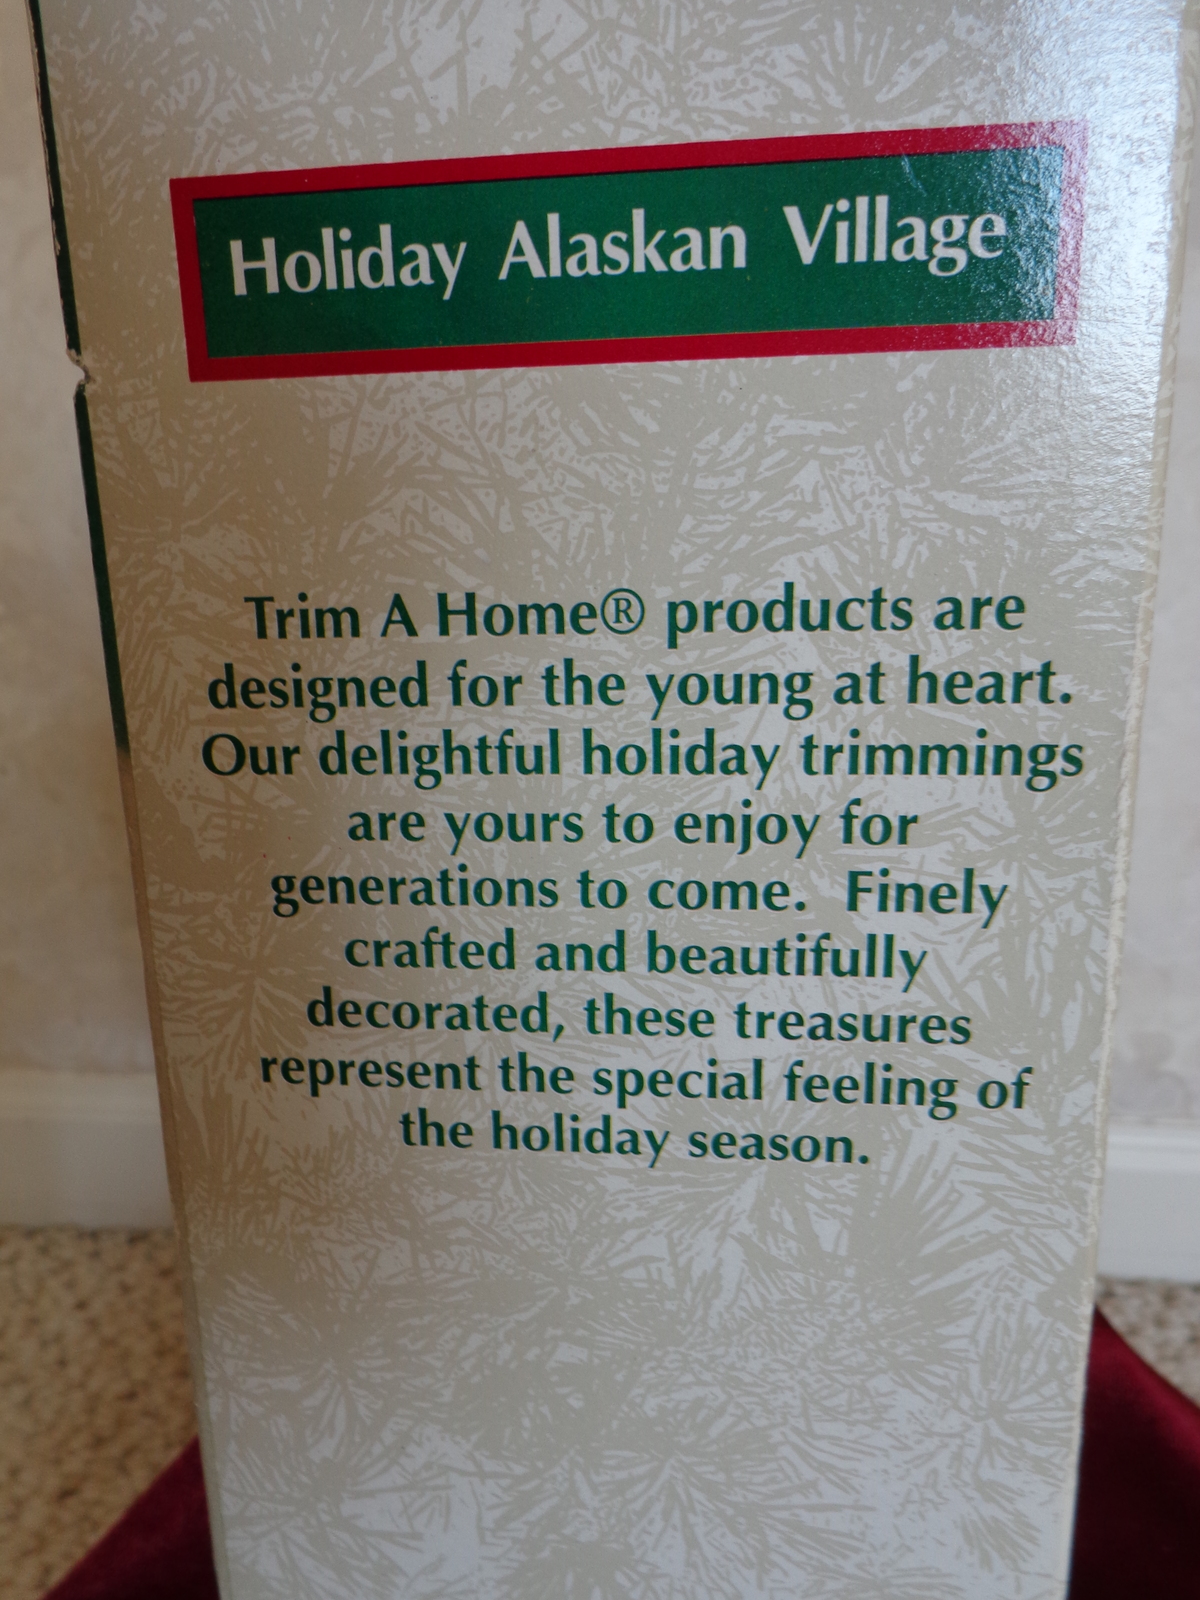 Holiday Alaskan Village
Trim A Home® products are
designed for the young at heart.
Our delightful holiday trimmings
are yours to enjoy for
generations to come. Finely
crafted and beautifully
decorated, these treasures
represent the special feeling of
the holiday season.